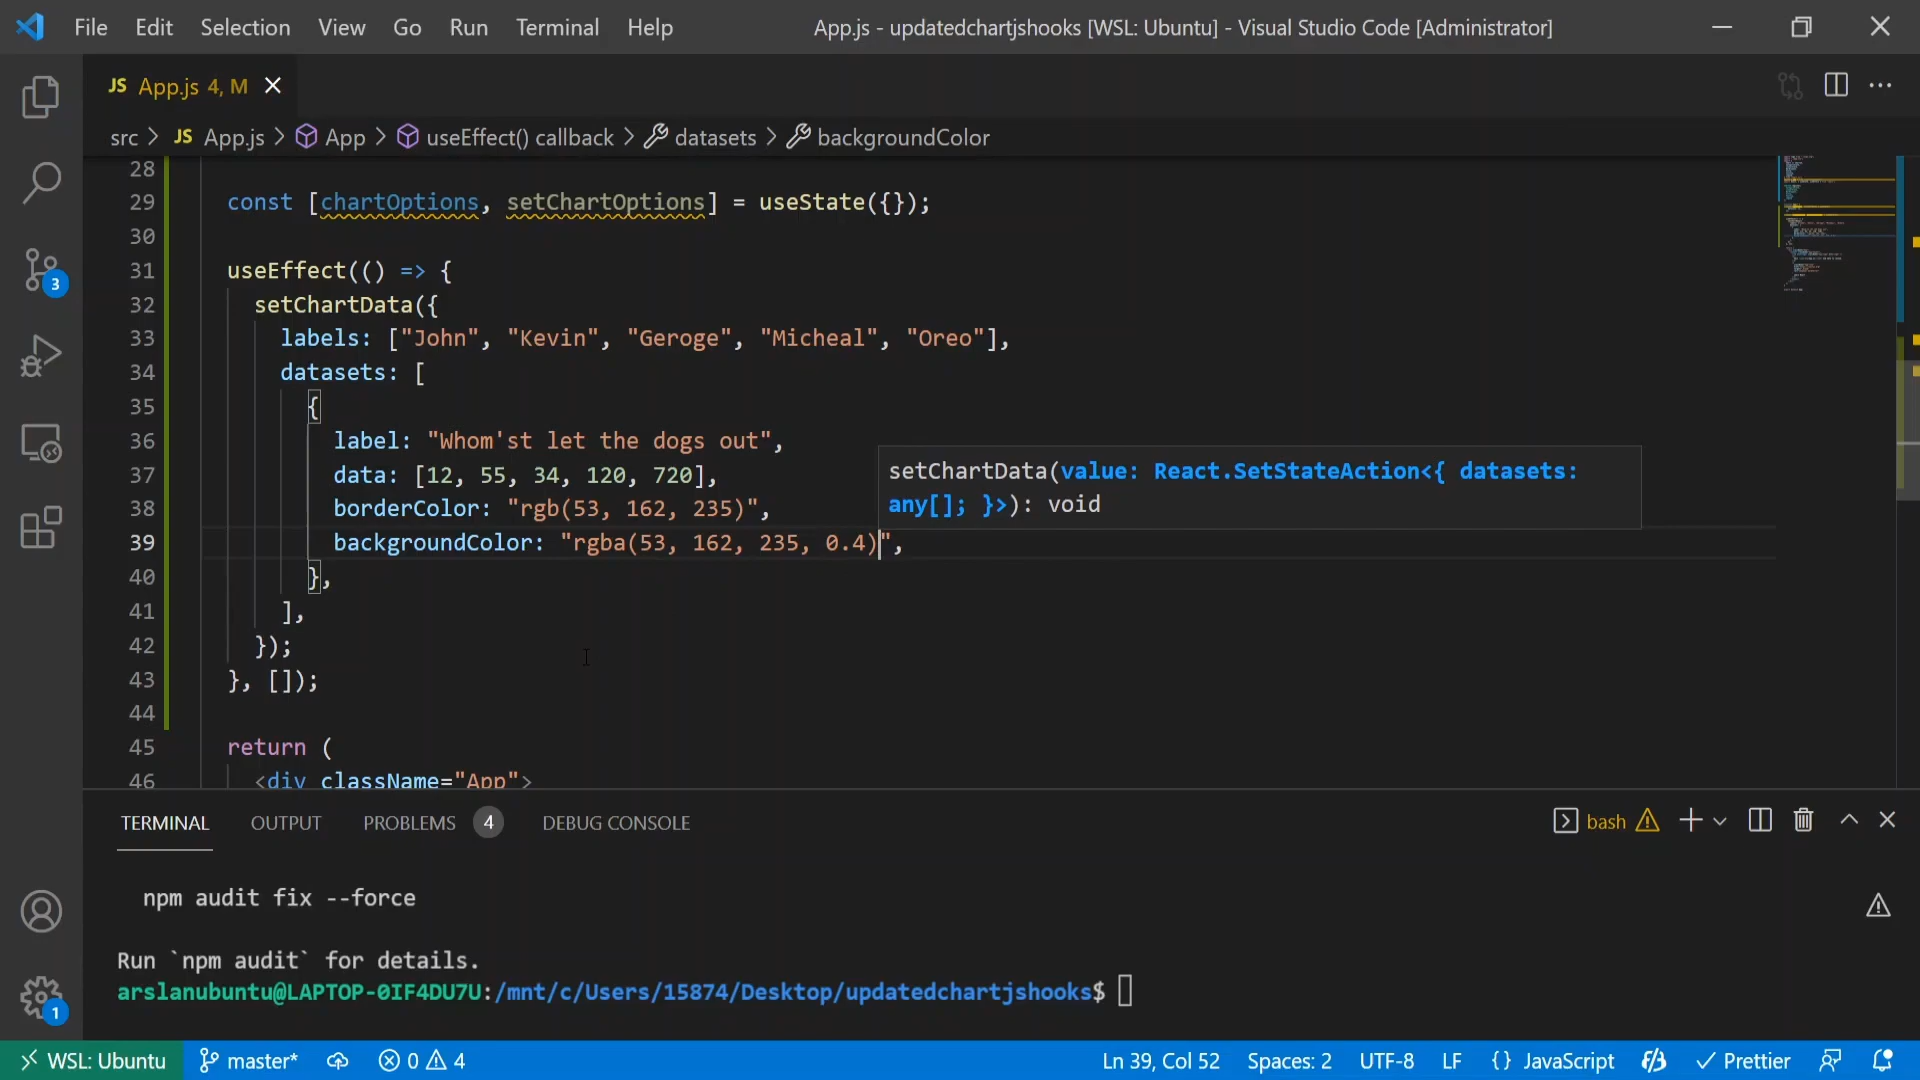 File Edit Selection View Go Run Terminal Help App.js - updatedchartjshooks [WSL: Ubuntu] - Visual Studio Code [Administrator]
JS App.js 4, M
src > JS App.js > App > useEffect() callback > datasets > backgroundColor
28
29 const [chartOptions, setChartOptions] = useState({});
30
31 useEffect(() => {
32 setChartData({
33 labels: ["John", "Kevin", "Geroge", "Micheal", "Oreo"],
34 datasets: [
35 {
36 label: "Whom'st let the dogs out",
37 data: [12, 55, 34, 120, 720],
setChartData(value: React.SetStateAction<{ datasets:
any[]; }>): void
38 borderColor: "rgb(53, 162, 235)",
39 backgroundColor: "rgba(53, 162, 235, 0.4)",
40 },
41 ],
42 });
43 }, []);
44
45 return (
46 <div className="App">
3
1
TERMINAL OUTPUT PROBLEMS 4 DEBUG CONSOLE bash
npm audit fix --force
Run `npm audit` for details.
arslanubuntu@LAPTOP-0IF4DU7U:/mnt/c/Users/15874/Desktop/updatedchartjshooks$
WSL: Ubuntu master* 0 4 Ln 39, Col 52 Spaces: 2 UTF-8 LF {} JavaScript Prettier